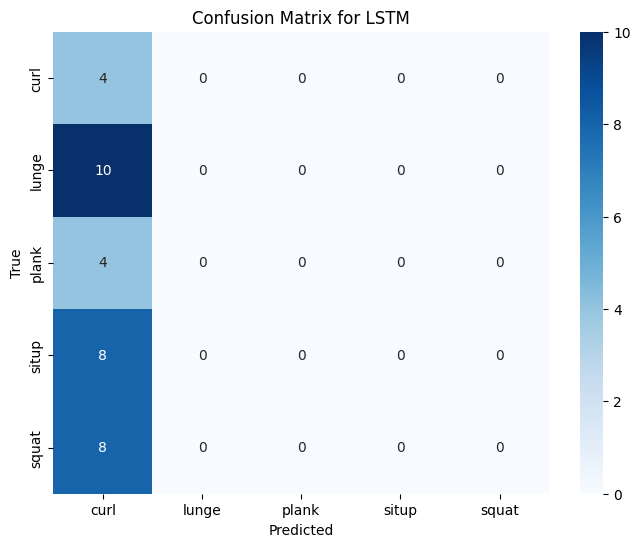 Confusion Matrix for LSTM
True
curl
4 0 0 0 0
lunge
10 0 0 0 0
plank
4 0 0 0 0
situp
8 0 0 0 0
squat
8 0 0 0 0
curl lunge plank situp squat
Predicted
10
8
6
4
2
0